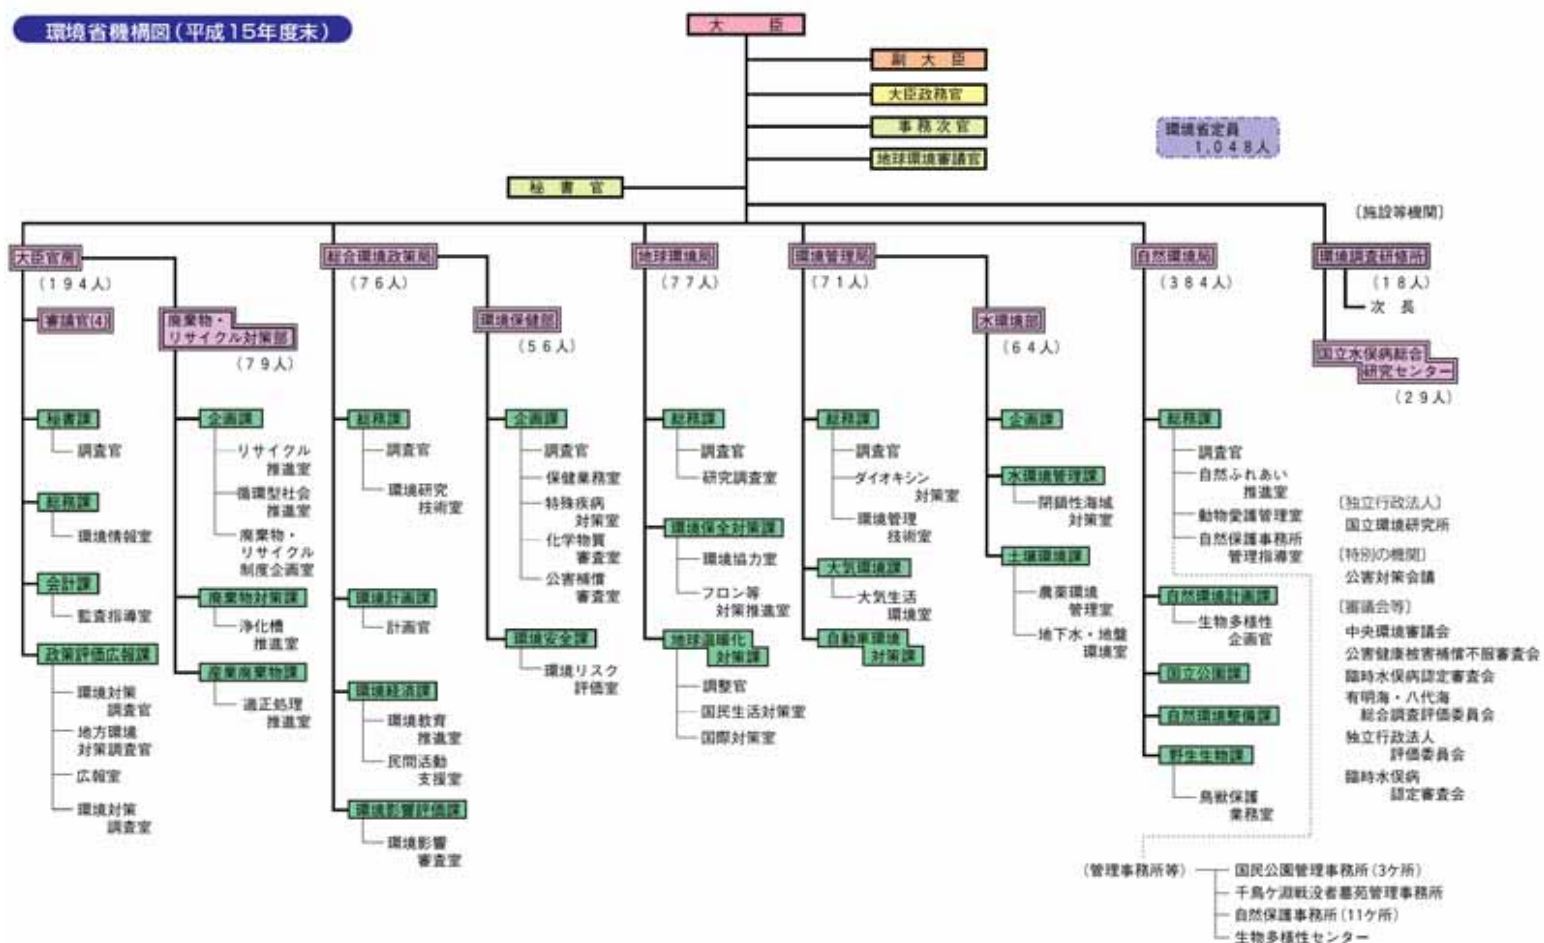 環境省機構図(平成15年度末)
大　臣
副大臣
大臣政務官
事務次官
地球環境審議官
秘書官
環境省定員
1,048人
〔施設等機関〕
大臣官房
(194人)
審議官(4)
秘書課
調査官
総務課
環境情報室
会計課
監査指導室
政策評価広報課
環境対策
調査官
地方環境
対策調査官
広報室
環境対策
調査室
廃棄物・
リサイクル対策部
(79人)
企画課
リサイクル
推進室
循環型社会
推進室
廃棄物・
リサイクル
制度企画室
廃棄物対策課
浄化槽
推進室
産業廃棄物課
適正処理
推進室
総合環境政策局
(76人)
総務課
調査官
環境研究
技術室
環境計画課
計画官
環境経済課
環境教育
推進室
民間活動
支援室
環境影響評価課
環境影響
審査室
環境保健部
(56人)
企画課
調査官
保健業務室
特殊疾病
対策室
化学物質
審査室
公害補償
審査室
環境安全課
環境リスク
評価室
地球環境局
(77人)
総務課
調査官
研究調査室
環境保全対策課
環境協力室
フロン等
対策推進室
地球温暖化
対策課
調整官
国民生活対策室
国際対策室
環境管理局
(71人)
総務課
調査官
ダイオキシン
対策室
環境管理
技術室
大気環境課
大気生活
環境室
自動車環境
対策課
水環境部
(64人)
企画課
水環境管理課
閉鎖性海域
対策室
土壌環境課
農薬環境
管理室
地下水・地盤
環境室
自然環境局
(384人)
総務課
調査官
自然ふれあい
推進室
動物愛護管理室
自然保護事務所
管理指導室
自然環境計画課
生物多様性
企画官
国立公園課
自然環境整備課
野生生物課
鳥獣保護
業務室
(管理事務所等)
国民公園管理事務所(3ケ所)
千鳥ケ淵戦没者墓苑管理事務所
自然保護事務所(11ケ所)
生物多様性センター
環境調査研修所
(18人)
次　長
国立水俣病総合
研究センター
(29人)
〔独立行政法人〕
国立環境研究所
〔特別の機関〕
公害対策会議
〔審議会等〕
中央環境審議会
公害健康被害補償不服審査会
臨時水俣病認定審査会
有明海・八代海
総合調査評価委員会
独立行政法人
評価委員会
臨時水俣病
認定審査会